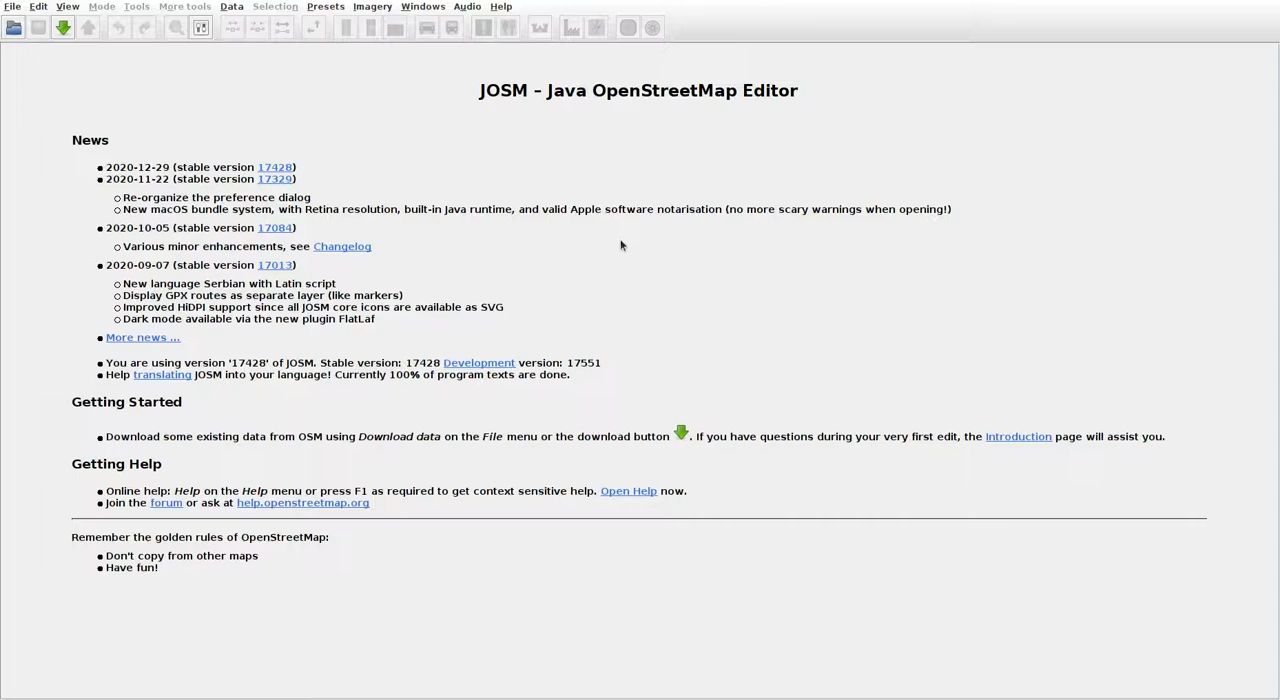 File Edit View Mode Tools More tools Data Selection Presets Imagery Windows Audio Help
JOSM – Java OpenStreetMap Editor
News
2020-12-29 (stable version 17428)
2020-11-22 (stable version 17329)
Re-organize the preference dialog
New macOS bundle system, with Retina resolution, built-in Java runtime, and valid Apple software notarisation (no more scary warnings when opening!)
2020-10-05 (stable version 17084)
Various minor enhancements, see Changelog
2020-09-07 (stable version 17013)
New language Serbian with Latin script
Display GPX routes as separate layer (like markers)
Improved HiDPI support since all JOSM core icons are available as SVG
Dark mode available via the new plugin FlatLaf
More news ...
You are using version '17428' of JOSM. Stable version: 17428 Development version: 17551
Help translating JOSM into your language! Currently 100% of program texts are done.
Getting Started
Download some existing data from OSM using Download data on the File menu or the download button . If you have questions during your very first edit, the Introduction page will assist you.
Getting Help
Online help: Help on the Help menu or press F1 as required to get context sensitive help. Open Help now.
Join the forum or ask at help.openstreetmap.org
Remember the golden rules of OpenStreetMap:
Don't copy from other maps
Have fun!